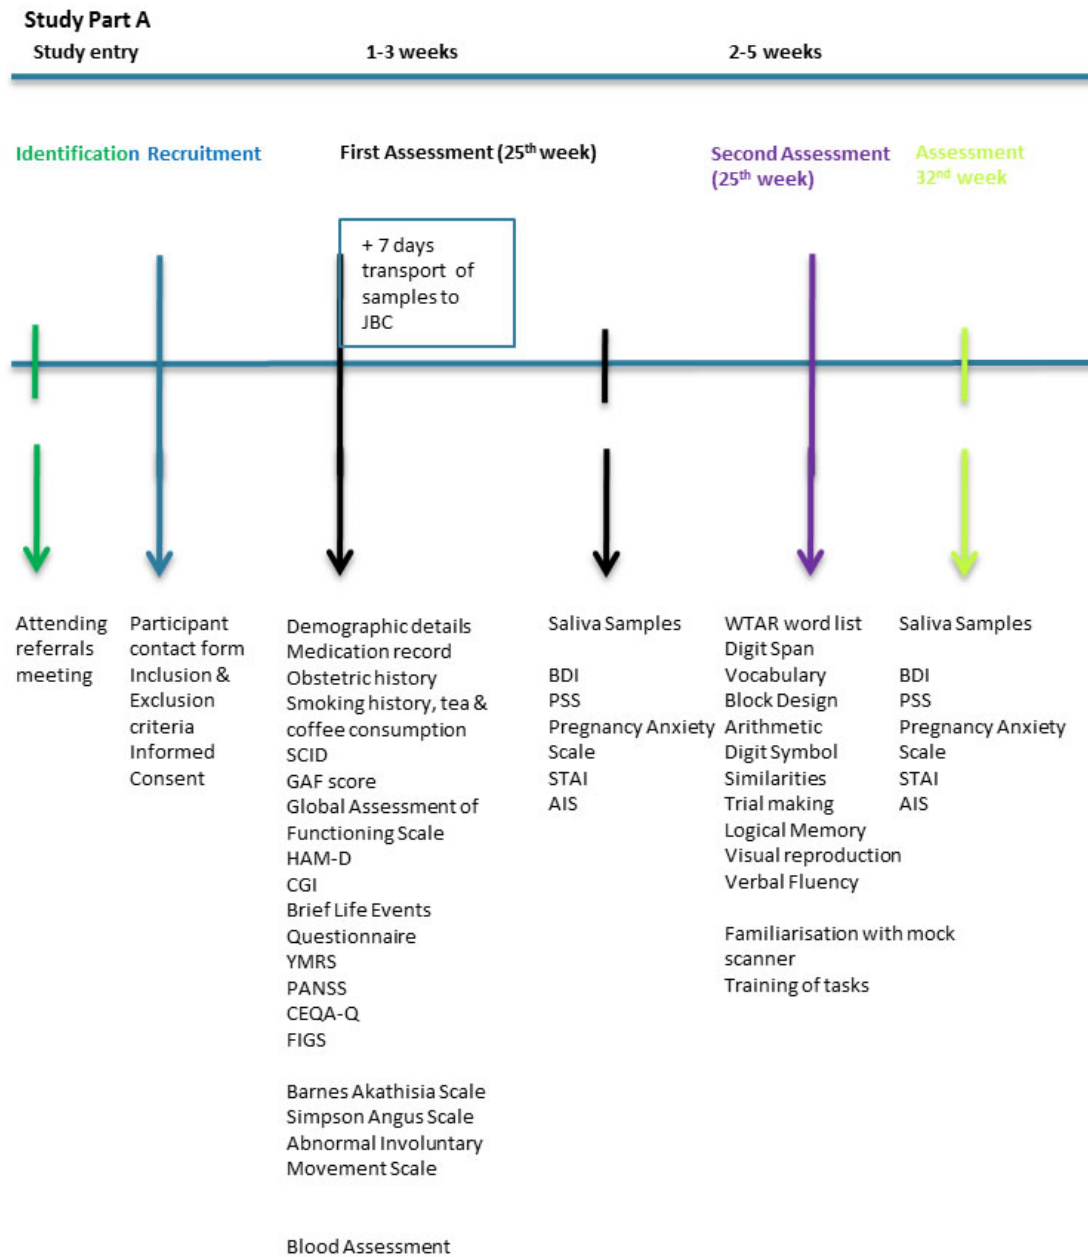 Study Part A
Study entry
1-3 weeks
2-5 weeks
Identification Recruitment
First Assessment (25th week)
Second Assessment
(25th week)
Assessment
32nd week
+ 7 days
transport of
samples to
JBC
Attending
referrals
meeting
Participant
contact form
Inclusion &
Exclusion
criteria
Informed
Consent
Demographic details
Medication record
Obstetric history
Smoking history, tea &
coffee consumption
SCID
GAF score
Global Assessment of
Functioning Scale
HAM-D
CGI
Brief Life Events
Questionnaire
YMRS
PANSS
CEQA-Q
FIGS
Barnes Akathisia Scale
Simpson Angus Scale
Abnormal Involuntary
Movement Scale
Blood Assessment
Saliva Samples
BDI
PSS
Pregnancy Anxiety
Scale
STAI
AIS
WTAR word list
Digit Span
Vocabulary
Block Design
Arithmetic
Digit Symbol
Similarities
Trial making
Logical Memory
Visual reproduction
Verbal Fluency
Familiarisation with mock
scanner
Training of tasks
Saliva Samples
BDI
PSS
Pregnancy Anxiety
Scale
STAI
AIS